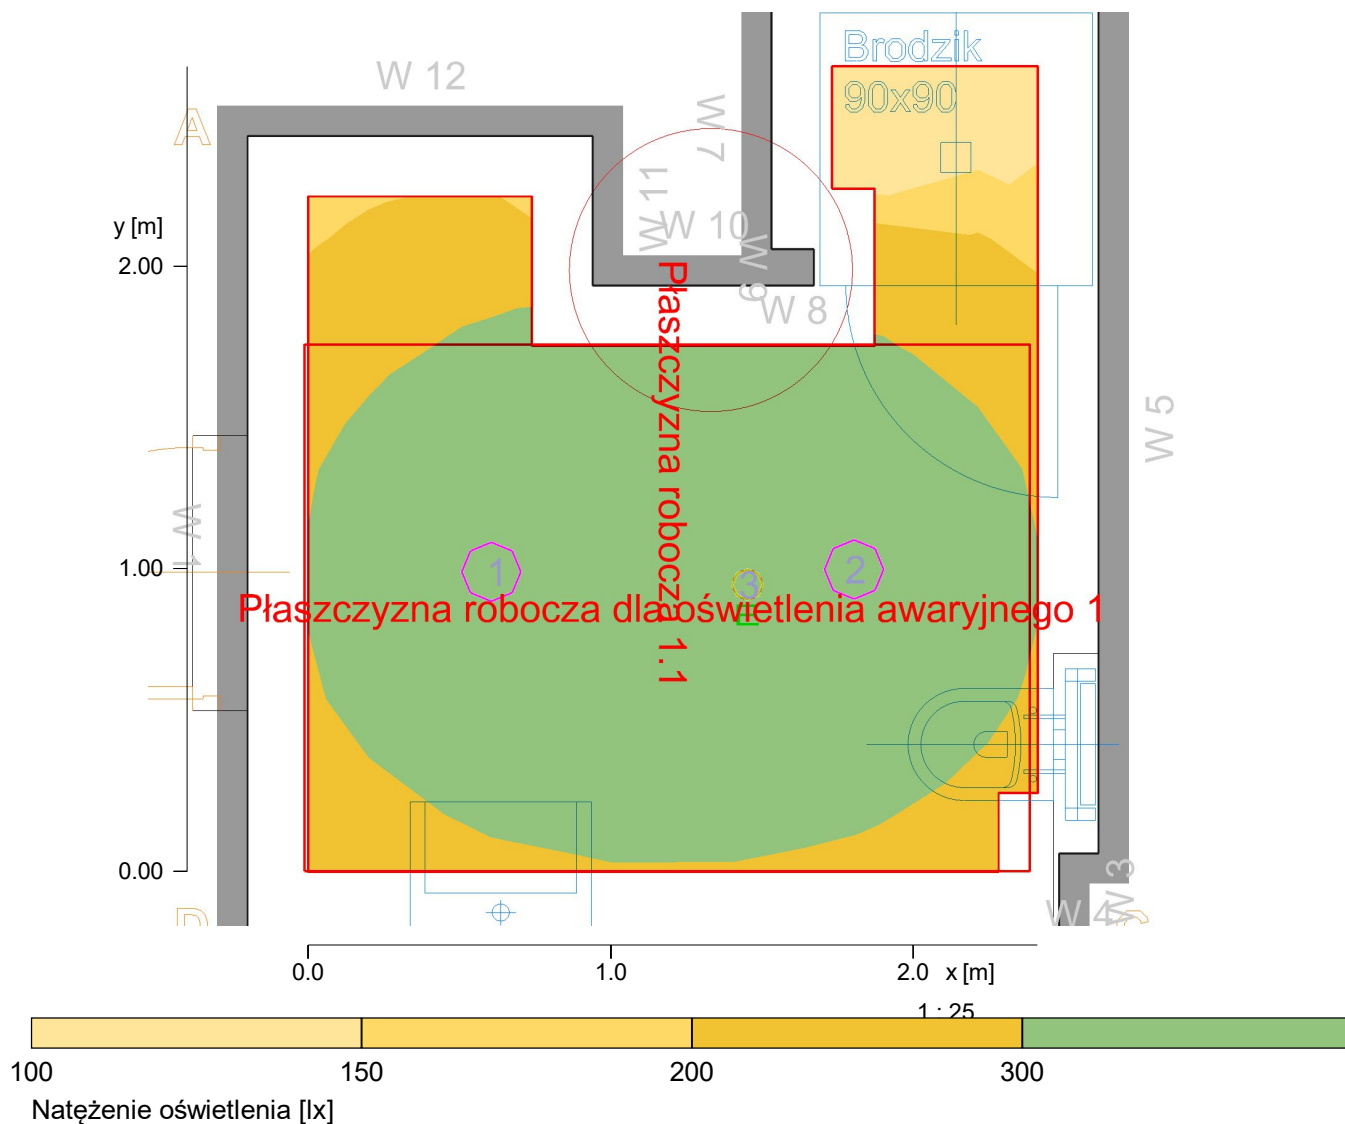 Brodzik
90x90
W 12
W 7
A
W 11
W 10
y [m]
W 6
2.00
W 8
Płaszczyzna robocza 1.1
W 5
W 1
1.00
1
2
3
Płaszczyzna robocza dla oświetlenia awaryjnego 1
0.00
W 3
W 4
D
0.0
1.0
2.0
x [m]
1 : 25
100
150
200
300
Natężenie oświetlenia [lx]